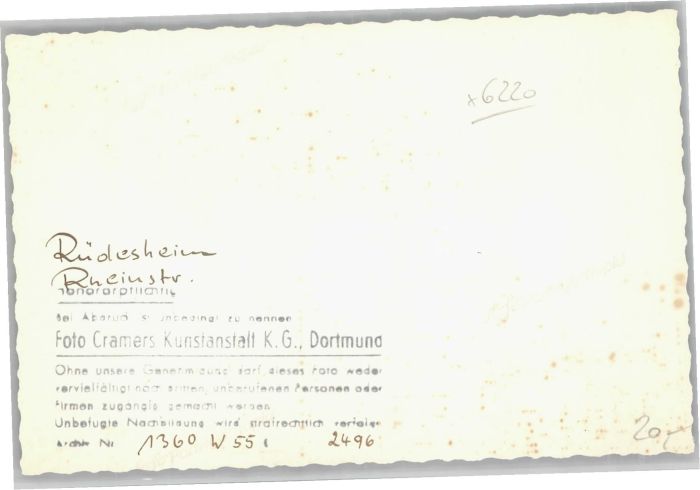 x6220
Rüdesheim
Rheinstr.
honorarpflichtig
Bei Abdruck ist unbedingt zu nennen
Foto Cramers Kunstanstalt K.G., Dortmund
Ohne unsere Genehmigung darf dieses Foto weder
vervielfältigt noch dritten, unberufenen Personen oder
Firmen zugängig gemacht werden
Unbefugte Nachbildung wird strafrechtlich verfolgt
Archiv Nr 1360 W 55 2496
20,-